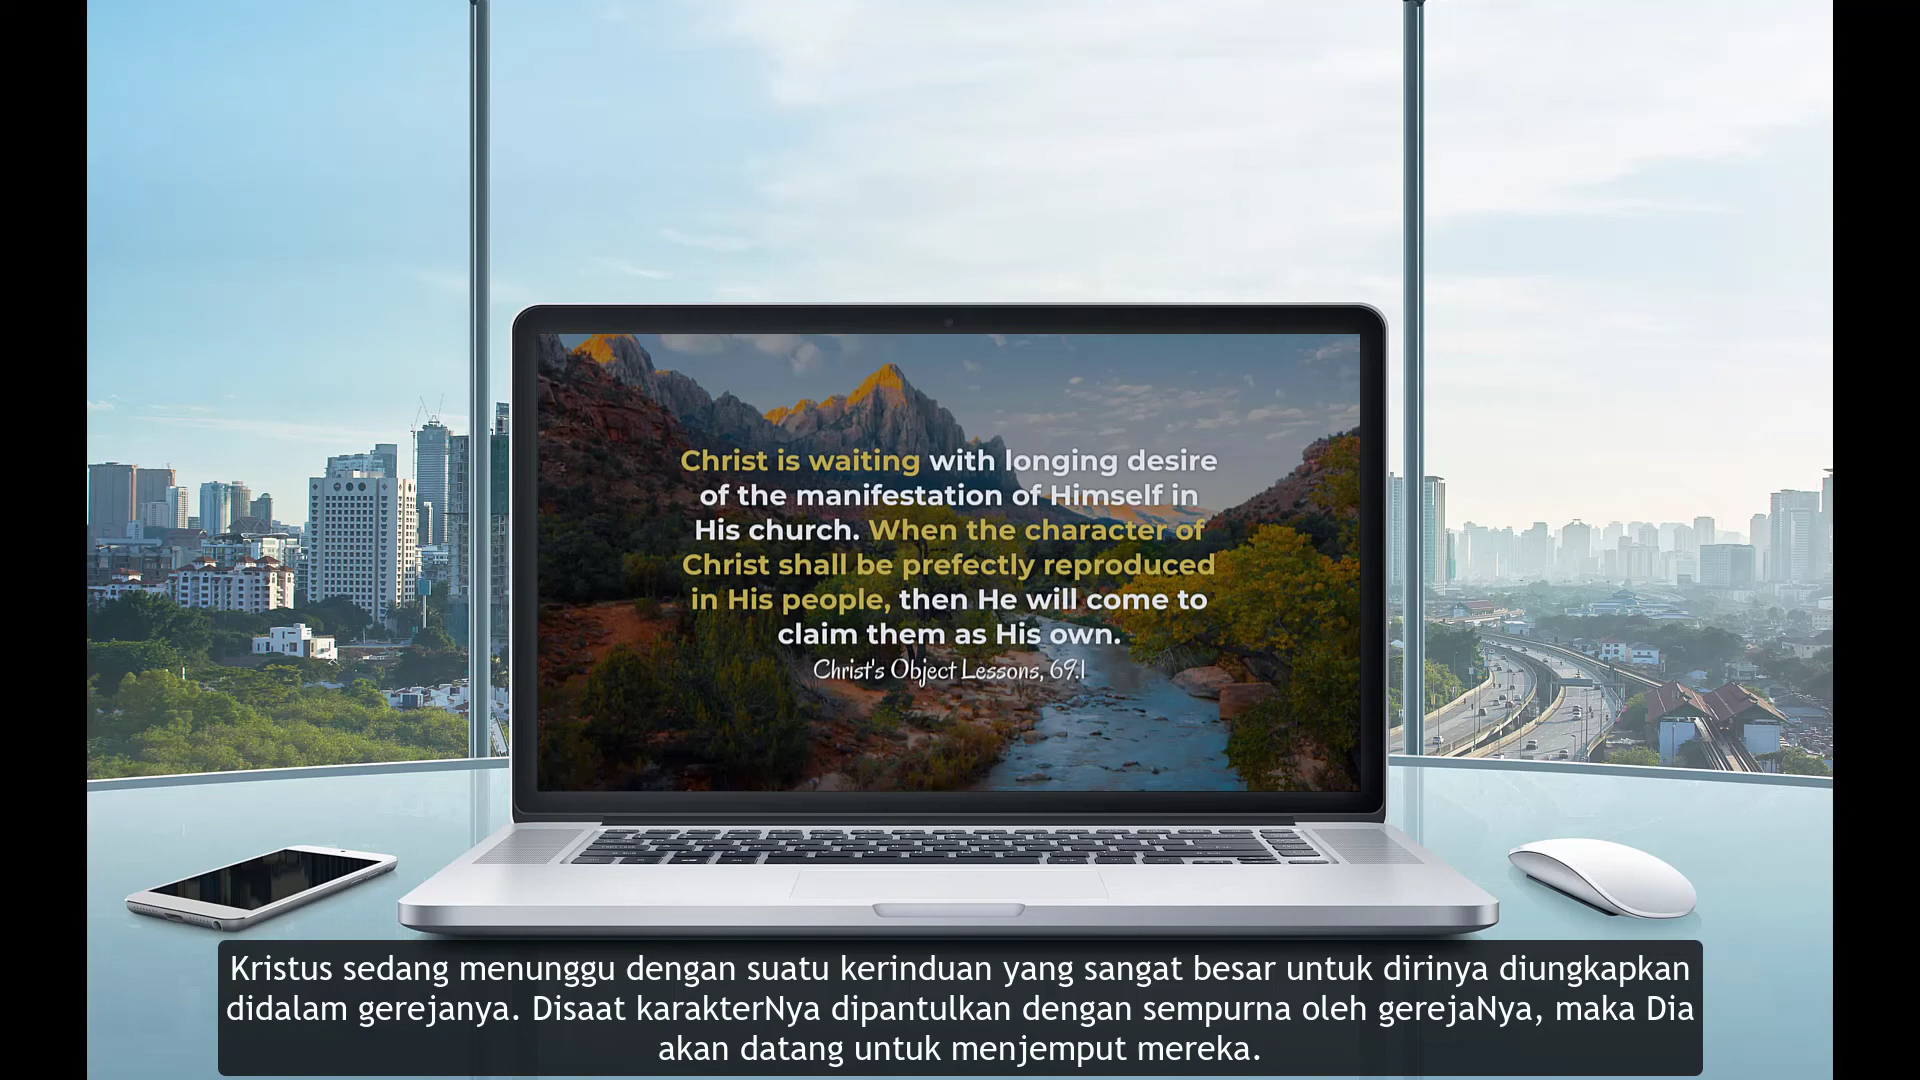 Christ is waiting with longing desire
of the manifestation of Himself in
His church. When the character of
Christ shall be prefectly reproduced
in His people, then He will come to
claim them as His own.
Christ's Object Lessons, 69.1
Kristus sedang menunggu dengan suatu kerinduan yang sangat besar untuk dirinya diungkapkan
didalam gerejanya. Disaat karakterNya dipantulkan dengan sempurna oleh gerejaNya, maka Dia
akan datang untuk menjemput mereka.